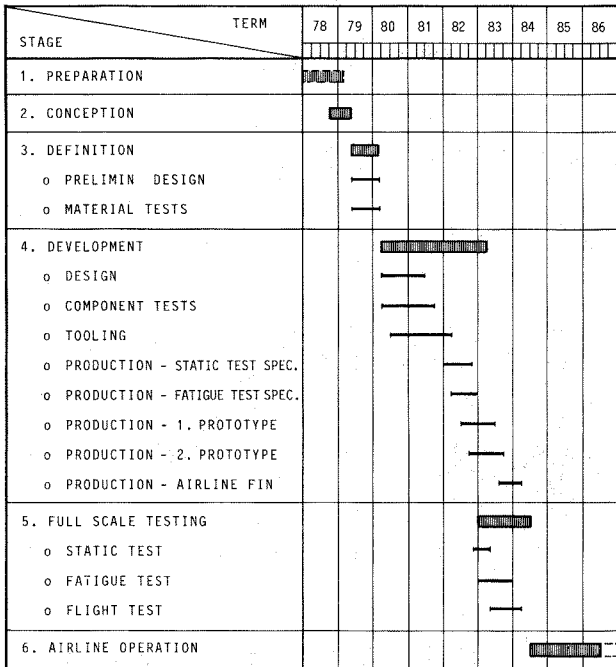 TERM
STAGE
78 79 80 81 82 83 84 85 86
1. PREPARATION
2. CONCEPTION
3. DEFINITION
o PRELIMIN DESIGN
o MATERIAL TESTS
4. DEVELOPMENT
o DESIGN
o COMPONENT TESTS
o TOOLING
o PRODUCTION - STATIC TEST SPEC.
o PRODUCTION - FATIGUE TEST SPEC.
o PRODUCTION - 1. PROTOTYPE
o PRODUCTION - 2. PROTOTYPE
o PRODUCTION - AIRLINE FIN
5. FULL SCALE TESTING
o STATIC TEST
o FATIGUE TEST
o FLIGHT TEST
6. AIRLINE OPERATION